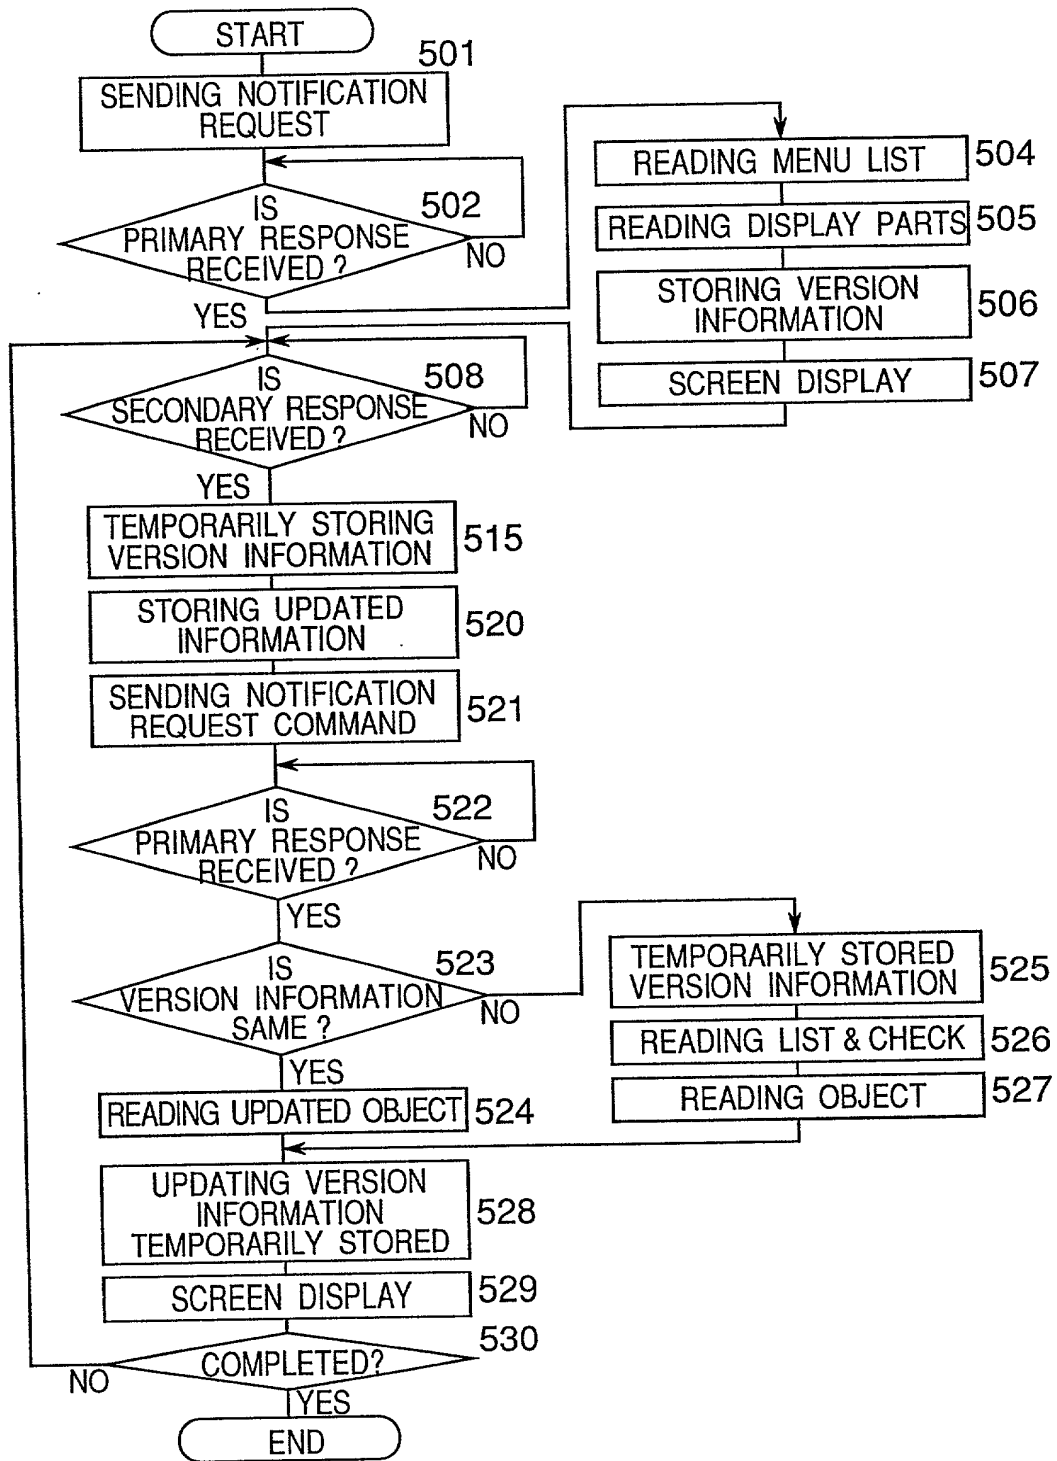 START
501
SENDING NOTIFICATION
REQUEST
IS
PRIMARY RESPONSE
RECEIVED?
502
NO
YES
READING MENU LIST
504
READING DISPLAY PARTS
505
STORING VERSION
INFORMATION
506
SCREEN DISPLAY
507
IS
SECONDARY RESPONSE
RECEIVED?
508
NO
YES
TEMPORARILY STORING
VERSION INFORMATION
515
STORING UPDATED
INFORMATION
520
SENDING NOTIFICATION
REQUEST COMMAND
521
IS
PRIMARY RESPONSE
RECEIVED?
522
NO
YES
IS
VERSION INFORMATION
SAME?
523
NO
YES
TEMPORARILY STORED
VERSION INFORMATION
525
READING LIST & CHECK
526
READING OBJECT
527
READING UPDATED OBJECT
524
UPDATING VERSION
INFORMATION
TEMPORARILY STORED
528
SCREEN DISPLAY
529
530
COMPLETED?
NO
YES
END